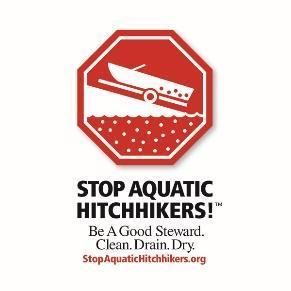 STOP AQUATIC
HITCHHIKERS!™
Be A Good Steward.
Clean. Drain. Dry.
StopAquaticHitchhikers.org